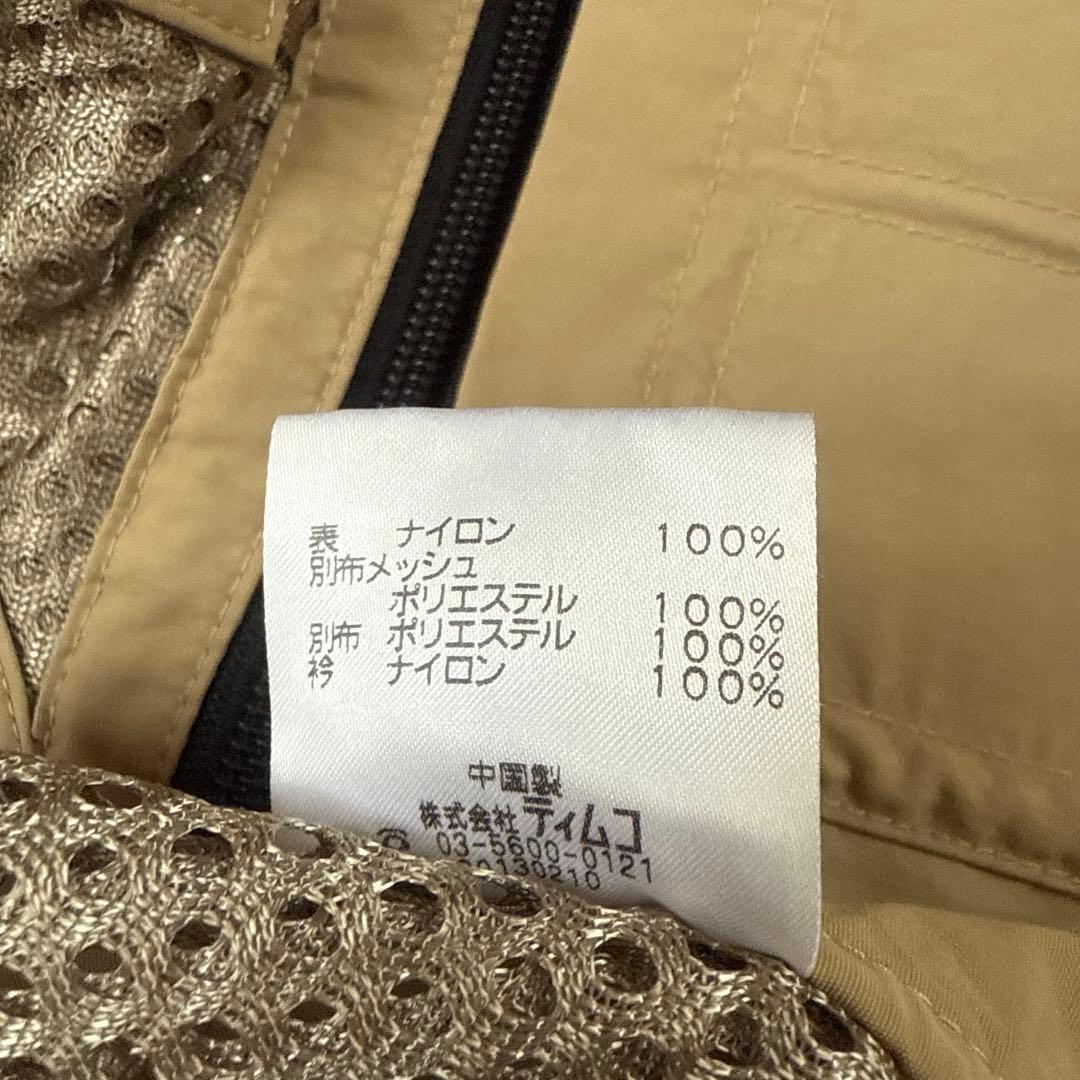 表 ナイロン 100%
別布メッシュ
ポリエステル 100%
別布 ポリエステル 100%
衿 ナイロン 100%
中国製
株式会社ティムコ
03-5600-0121
0130210